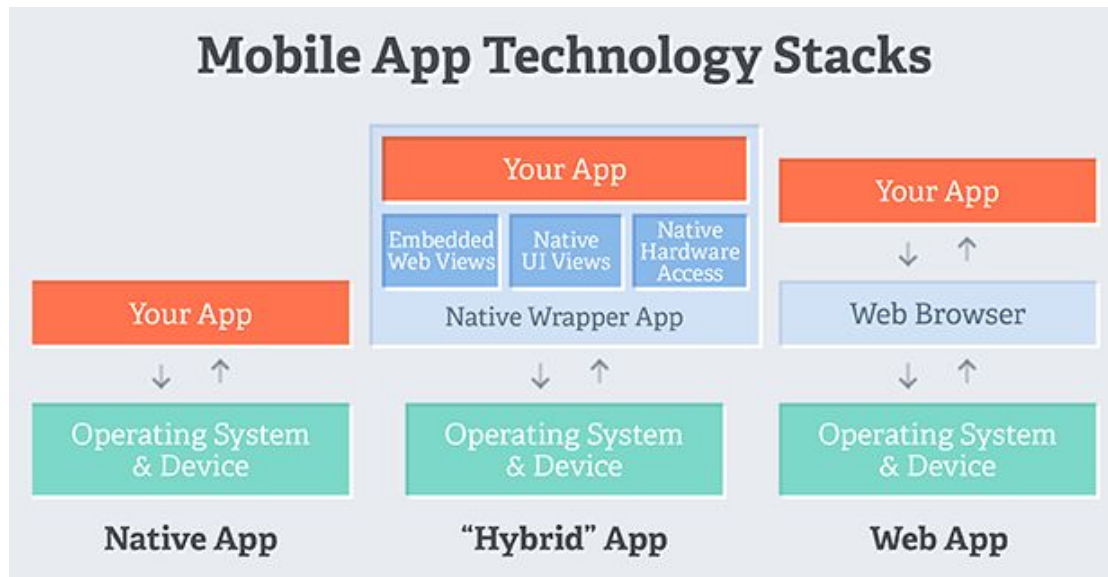 Mobile App Technology Stacks
Your App
Operating System
& Device
Native App
Your App
Embedded
Web Views
Native
UI Views
Native
Hardware
Access
Native Wrapper App
Operating System
& Device
“Hybrid” App
Your App
Web Browser
Operating System
& Device
Web App